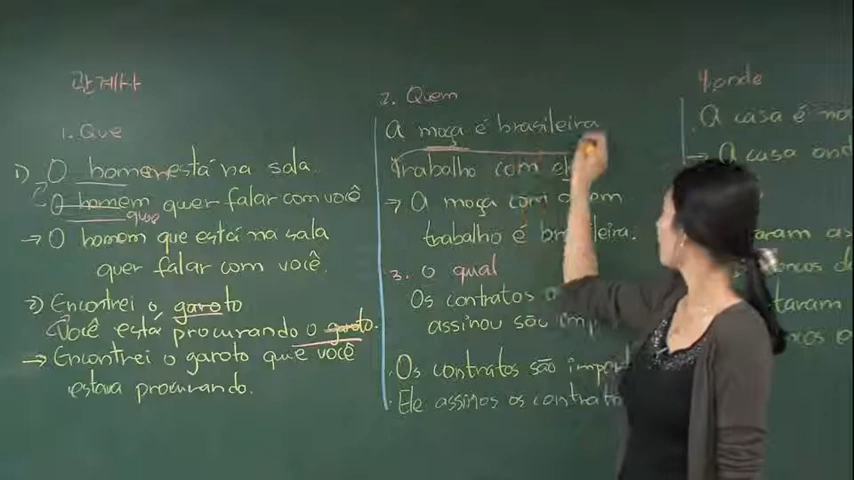 관계사
1. Que
1) O homem está na sala.
O homem quer falar com você
que
→ O homem que está na sala
quer falar com você.
2) Encontrei o garoto
Você está procurando o garoto.
→ Encontrei o garoto que você
estava procurando.
2. Quem
A moça é brasileira
Trabalho com
→ A moça com quem
trabalho é brasileira.
3. o qual
Os contratos
assinou são
Os contratos são
Ele assinos os contrato
4. onde
A casa é
→ A casa